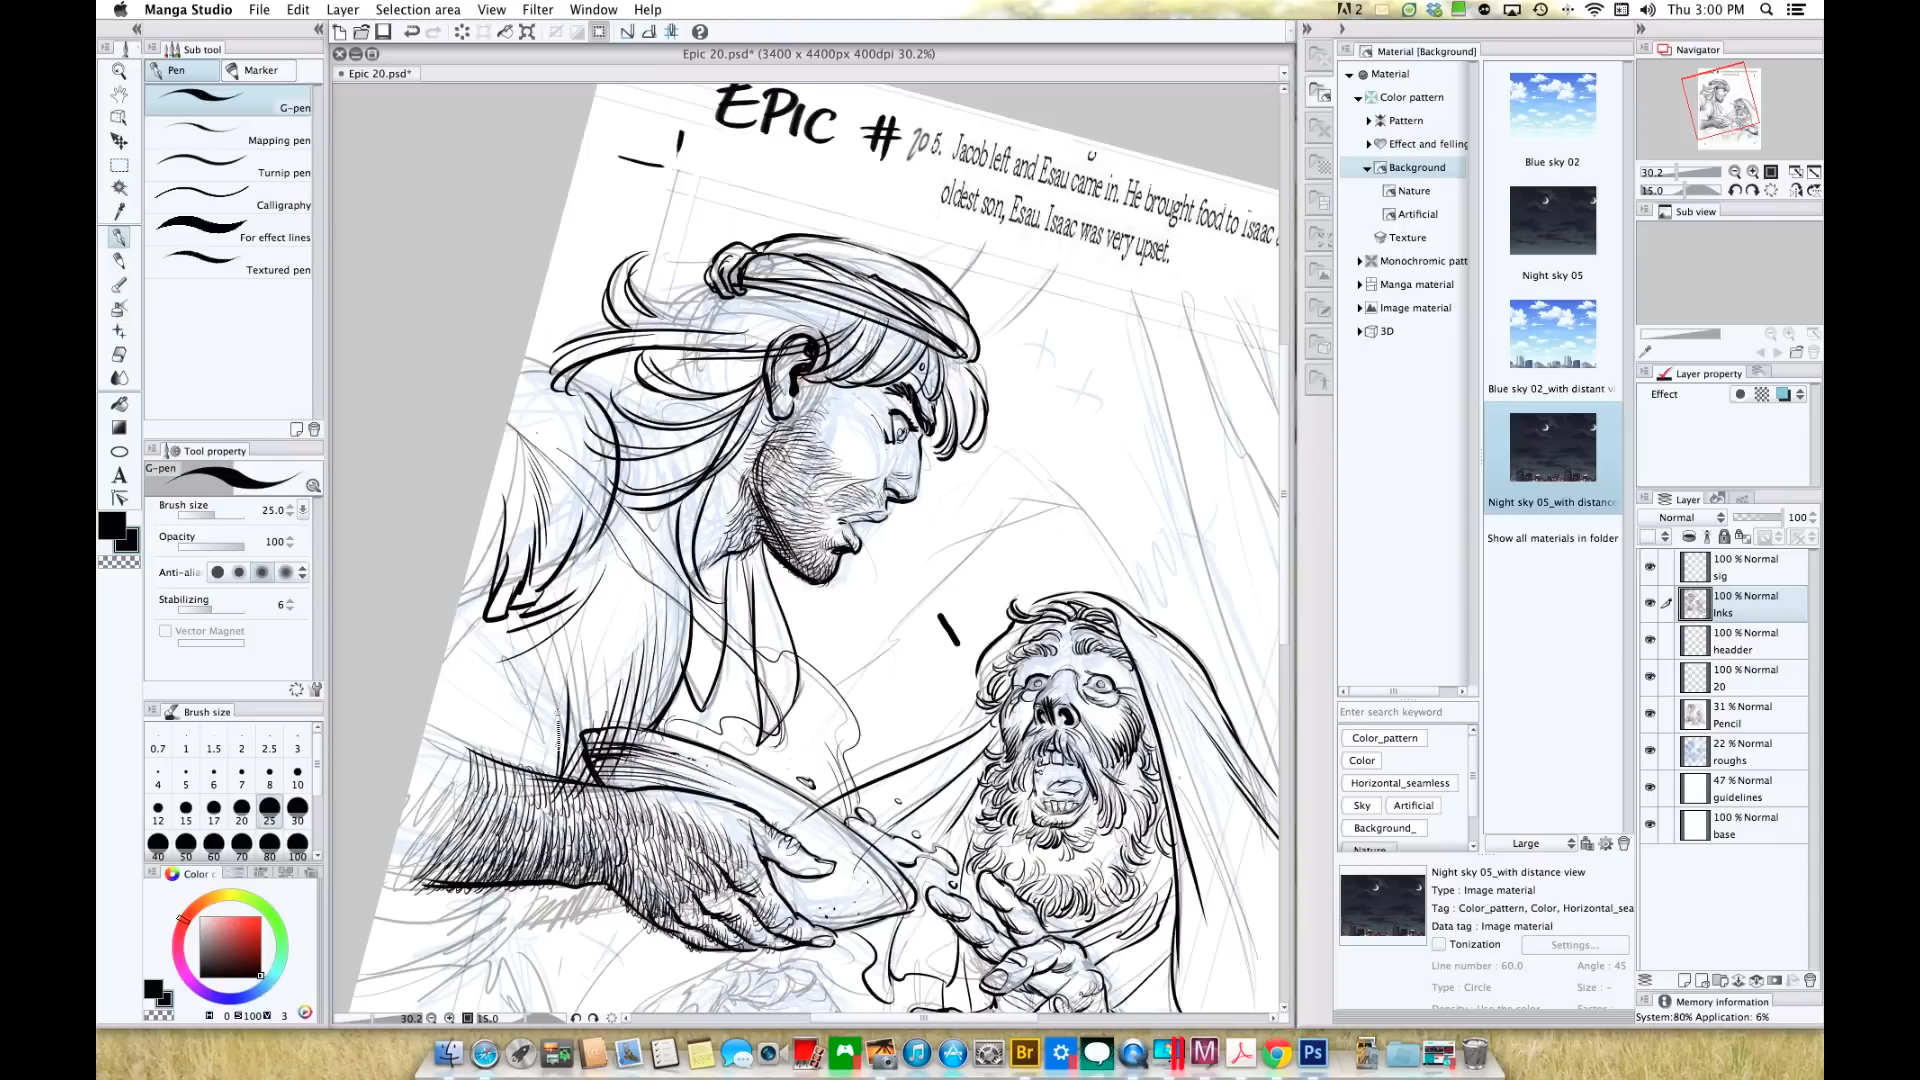 Manga Studio File Edit Layer Selection area View Filter Window Help
2 Thu 3:00 PM
Sub tool
Epic 20.psd* (3400 x 4400px 400dpi 30.2%)
Material [Background]
Navigator
Pen Marker
Epic 20.psd*
G-pen
Mapping pen
Turnip pen
Calligraphy
For effect lines
Textured pen
Tool property
G-pen
Brush size 25.0
Opacity 100
Anti-alia
Stabilizing 6
Vector Magnet
Brush size
0.7 1 1.5 2 2.5 3
4 5 6 7 8 10
12 15 17 20 25 30
40 50 60 70 80 100
Color c
H 0 S 100 V 3
EPIC # 20
5. Jacob left and Esau came in. He brought food to Isaac
oldest son, Esau. Isaac was very upset.
30.2 15.0
Material
Color pattern
Pattern
Effect and felling
Background
Nature
Artificial
Texture
Monochromic patt
Manga material
Image material
3D
Blue sky 02
Night sky 05
Blue sky 02_with distant vi
Night sky 05_with distance
Show all materials in folder
Enter search keyword
Color_pattern
Color
Horizontal_seamless
Sky Artificial
Background_
Nature
Large
Night sky 05_with distance view
Type : Image material
Tag : Color_pattern, Color, Horizontal_sea
Data tag : Image material
Tonization Settings...
Line number : 60.0 Angle : 45
Type : Circle Size : -
30.2
15.0
Sub view
Layer property
Effect
Layer
Normal 100
100 % Normal
sig
100 % Normal
Inks
100 % Normal
headder
100 % Normal
20
31 % Normal
Pencil
22 % Normal
roughs
47 % Normal
guidelines
100 % Normal
base
Memory information
System:80% Application: 6%
Br Ps